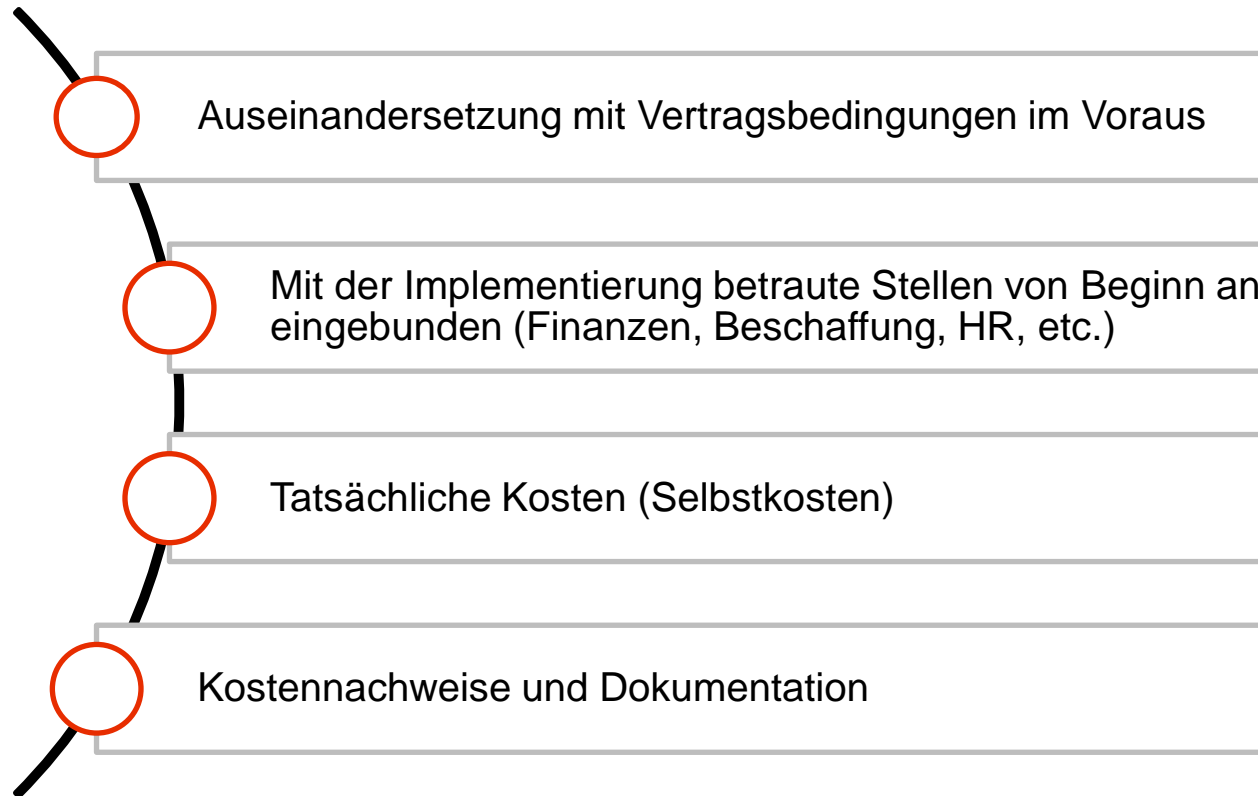 Auseinandersetzung mit Vertragsbedingungen im Voraus
Mit der Implementierung betraute Stellen von Beginn an
eingebunden (Finanzen, Beschaffung, HR, etc.)
Tatsächliche Kosten (Selbstkosten)
Kostennachweise und Dokumentation